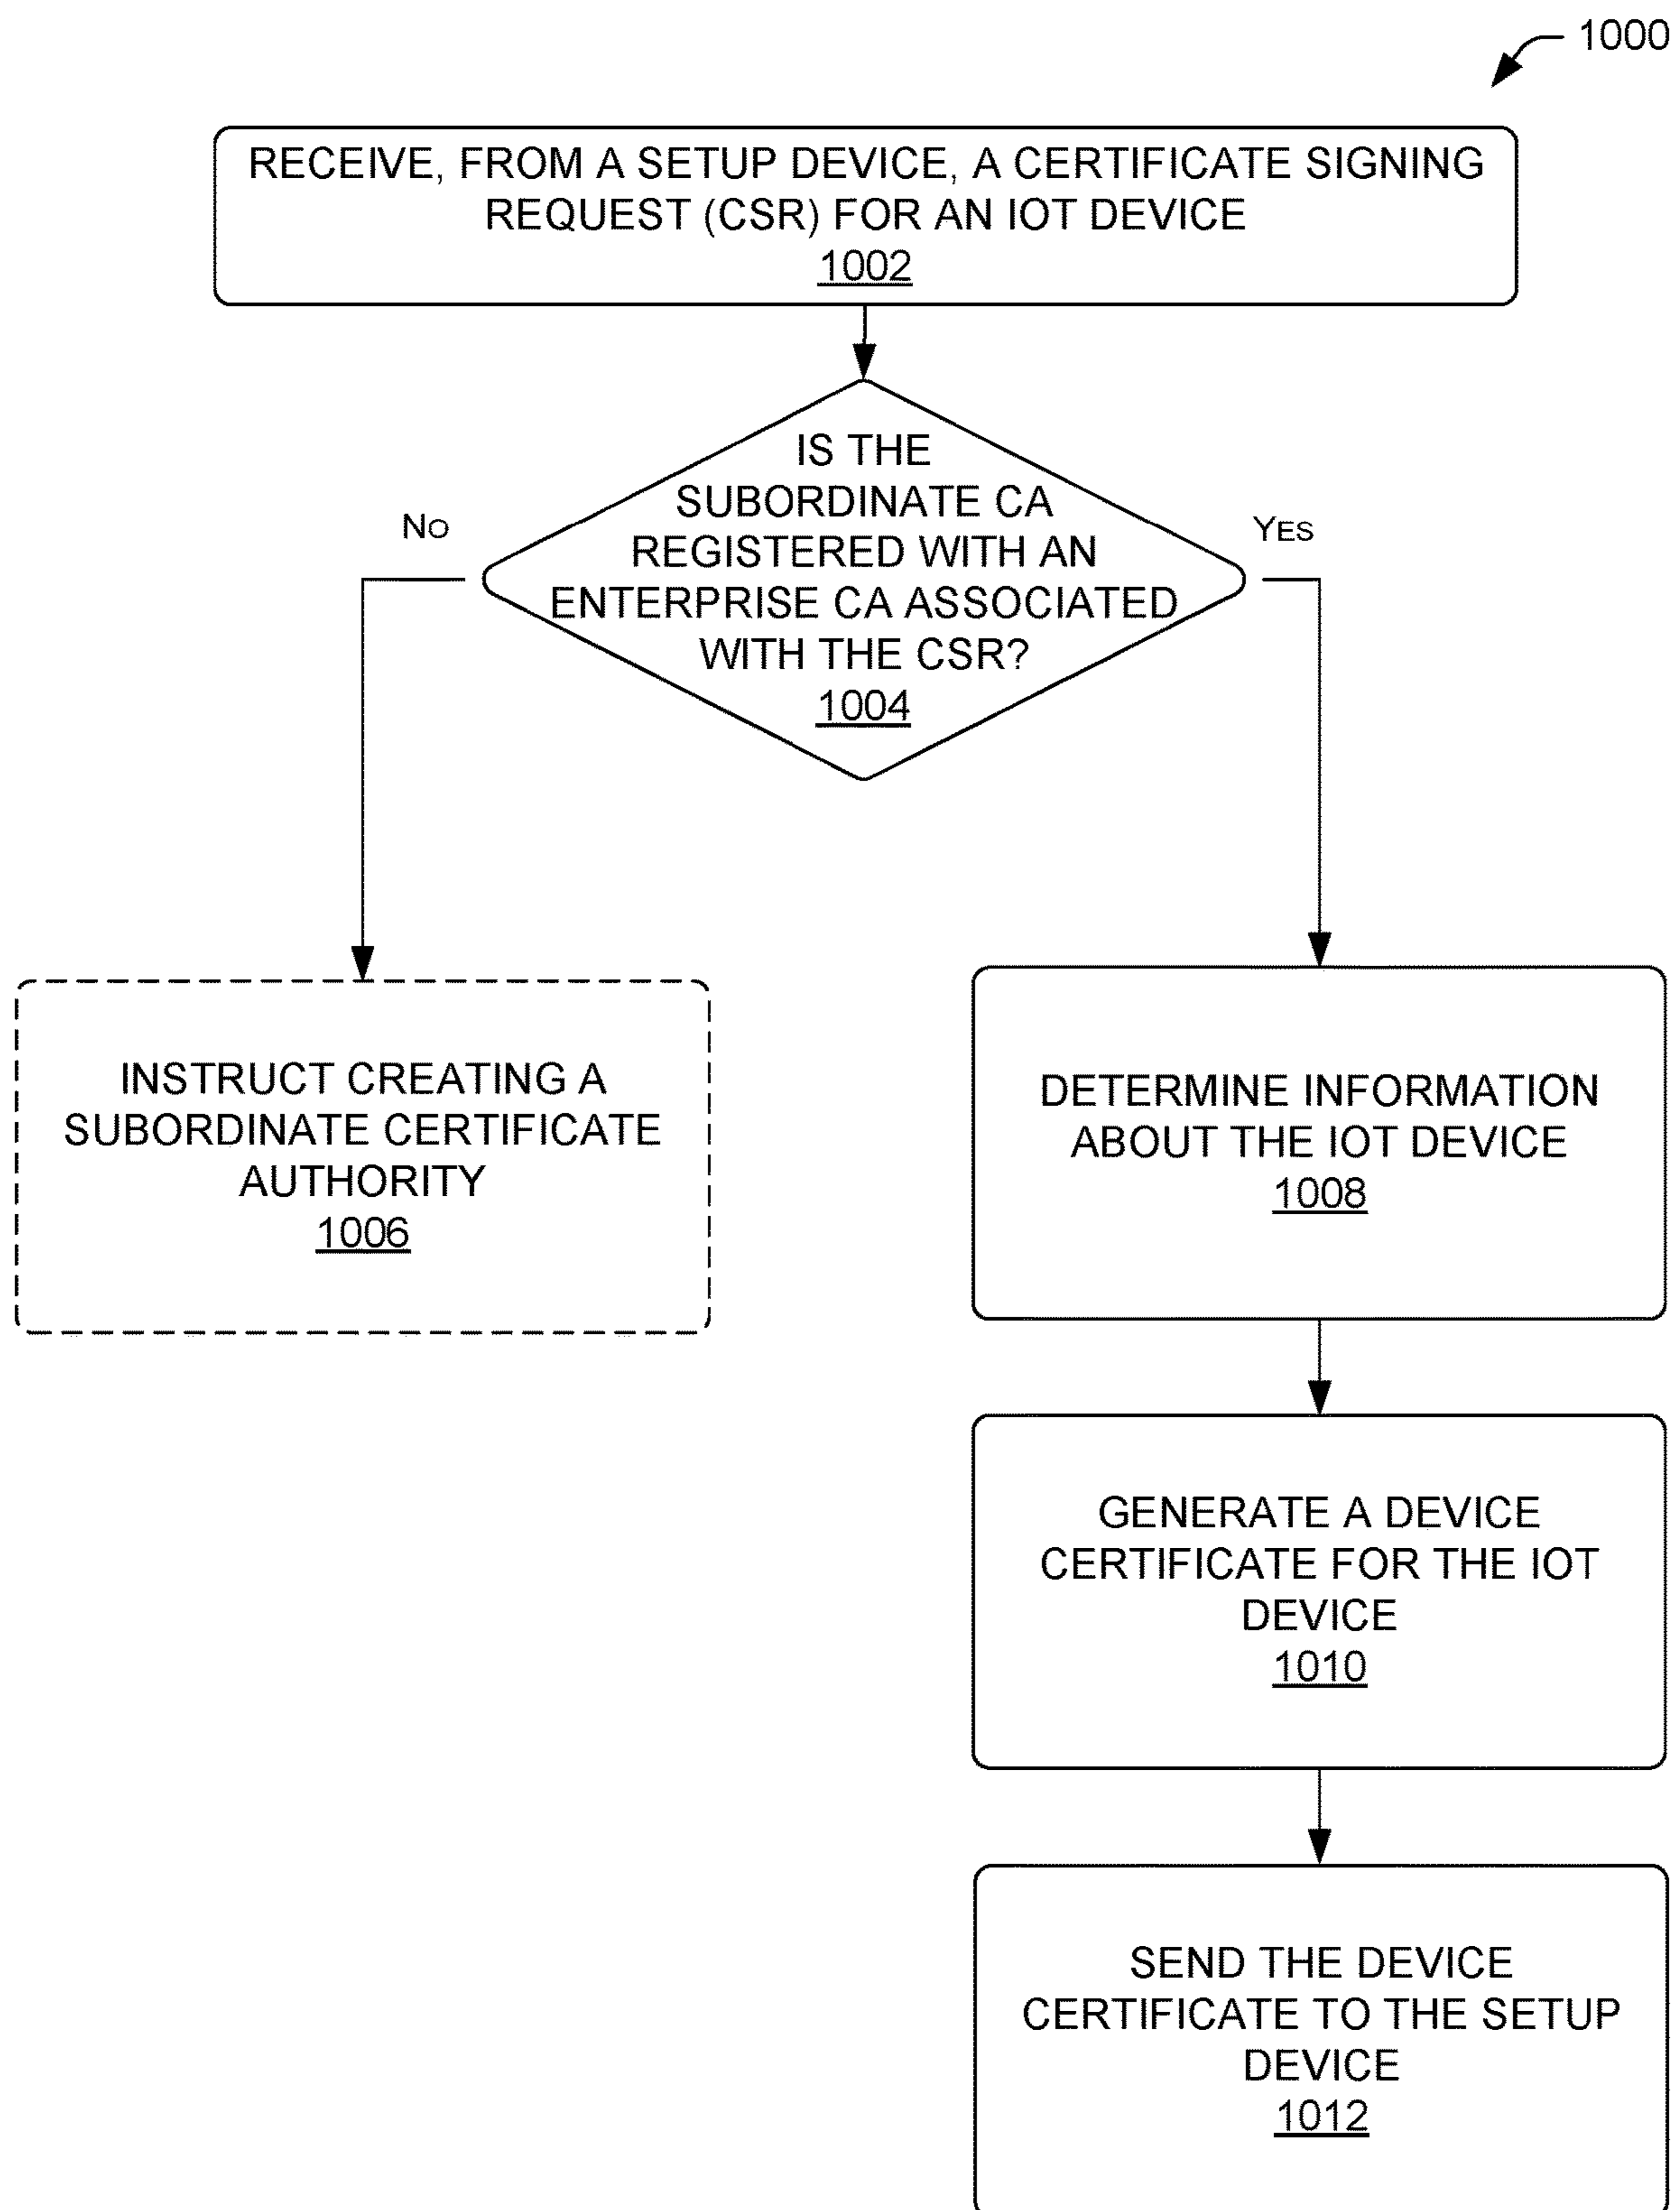 1000
RECEIVE, FROM A SETUP DEVICE, A CERTIFICATE SIGNING
REQUEST (CSR) FOR AN IOT DEVICE
1002
IS THE
SUBORDINATE CA
REGISTERED WITH AN
ENTERPRISE CA ASSOCIATED
WITH THE CSR?
1004
NO
YES
INSTRUCT CREATING A
SUBORDINATE CERTIFICATE
AUTHORITY
1006
DETERMINE INFORMATION
ABOUT THE IOT DEVICE
1008
GENERATE A DEVICE
CERTIFICATE FOR THE IOT
DEVICE
1010
SEND THE DEVICE
CERTIFICATE TO THE SETUP
DEVICE
1012